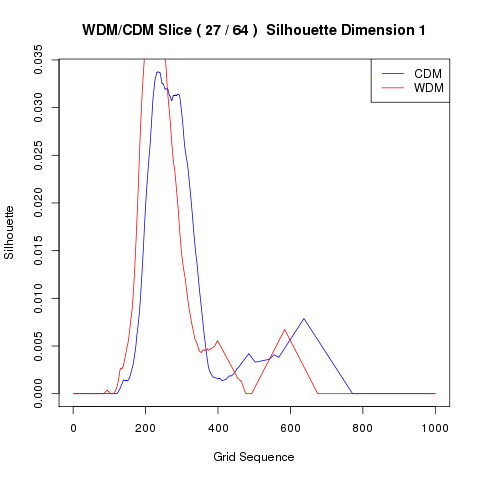 WDM/CDM Slice ( 27 / 64 )  Silhouette Dimension 1
CDM
WDM
Silhouette
0.035
0.030
0.025
0.020
0.015
0.010
0.005
0.000
0 200 400 600 800 1000
Grid Sequence